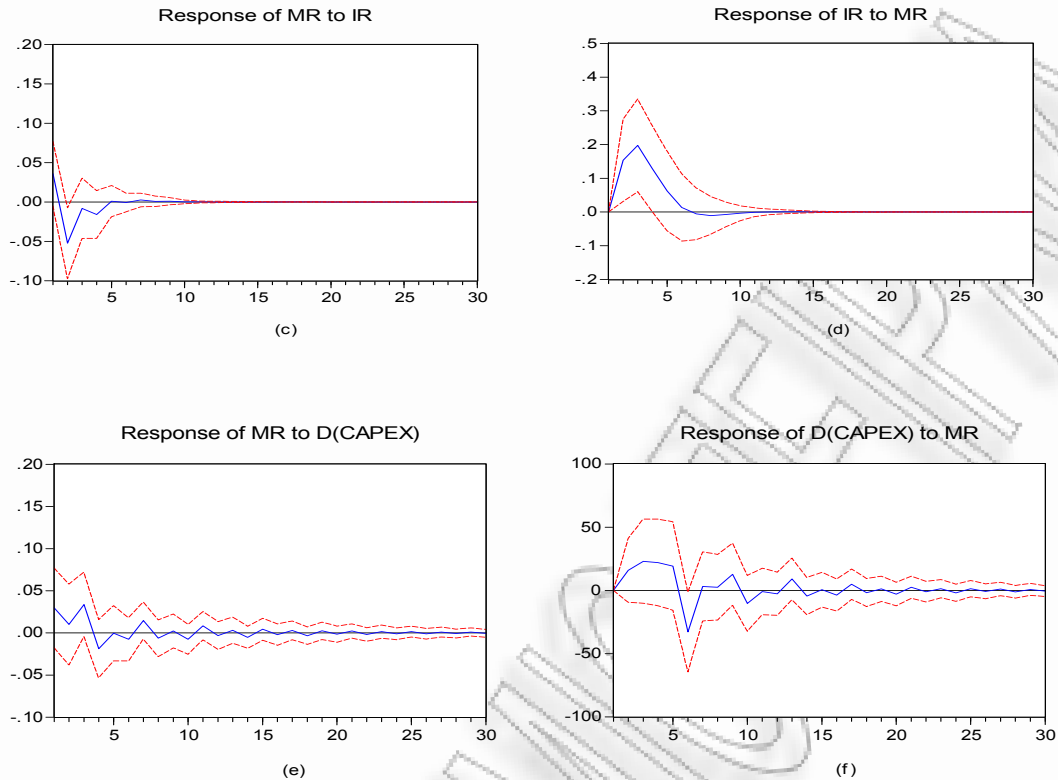 Response of MR to IR
.20
.15
.10
.05
.00
-.05
-.10
5 10 15 20 25 30
(c)
Response of IR to MR
.5
.4
.3
.2
.1
.0
-.1
-.2
5 10 15 20 25 30
(d)
Response of MR to D(CAPEX)
.20
.15
.10
.05
.00
-.05
-.10
5 10 15 20 25 30
(e)
Response of D(CAPEX) to MR
100
50
0
-50
-100
5 10 15 20 25 30
(f)